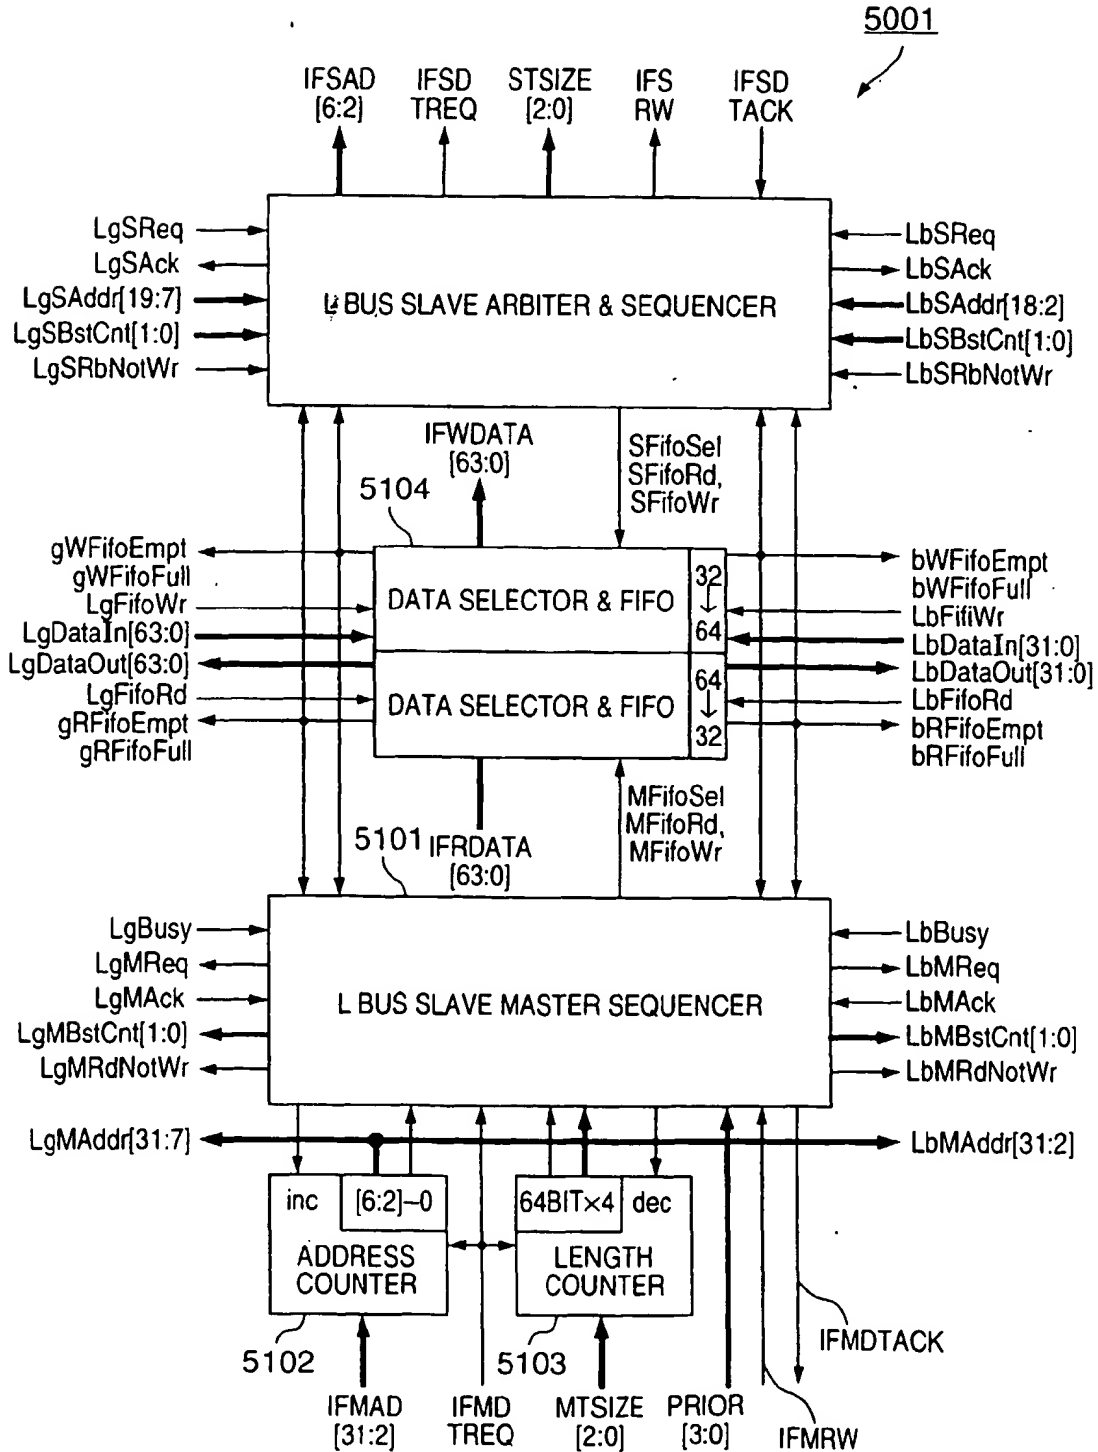 5001
IFSAD
[6:2]
IFSD
TREQ
STSIZE
[2:0]
IFS
RW
IFSD
TACK
LgSReq
LgSAck
LgSAddr[19:7]
LgSBstCnt[1:0]
LgSRbNotWr
L BUS SLAVE ARBITER & SEQUENCER
LbSReq
LbSAck
LbSAddr[18:2]
LbSBstCnt[1:0]
LbSRbNotWr
IFWDATA
[63:0]
5104
SFifoSel
SFifoRd,
SFifoWr
gWFifoEmpt
gWFifoFull
LgFifoWr
LgDataIn[63:0]
LgDataOut[63:0]
LgFifoRd
gRFifoEmpt
gRFifoFull
DATA SELECTOR & FIFO
32
64
DATA SELECTOR & FIFO
64
32
bWFifoEmpt
bWFifoFull
LbFifiWr
LbDataIn[31:0]
LbDataOut[31:0]
LbFifoRd
bRFifoEmpt
bRFifoFull
5101
IFRDATA
[63:0]
MFifoSel
MFifoRd,
MFifoWr
LgBusy
LgMReq
LgMAck
LgMBstCnt[1:0]
LgMRdNotWr
L BUS SLAVE MASTER SEQUENCER
LbBusy
LbMReq
LbMAck
LbMBstCnt[1:0]
LbMRdNotWr
LgMAddr[31:7]
LbMAddr[31:2]
inc
[6:2]–0
ADDRESS
COUNTER
64BIT×4
dec
LENGTH
COUNTER
5102
5103
IFMAD
[31:2]
IFMD
TREQ
MTSIZE
[2:0]
PRIOR
[3:0]
IFMRW
IFMDTACK